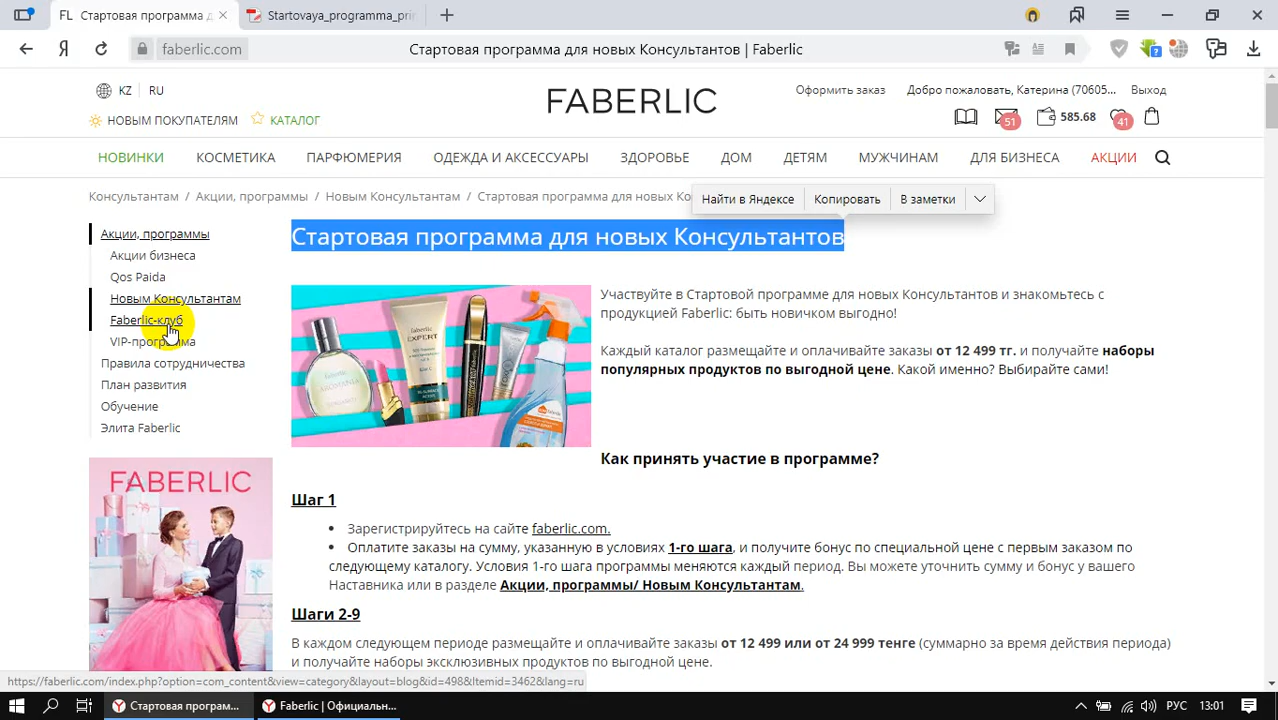 FL Стартовая программа д
Startovaya_programma_pri
faberlic.com
Стартовая программа для новых Консультантов | Faberlic
KZ RU
FABERLIC
Оформить заказ
Добро пожаловать, Катерина (70605...
Выход
НОВЫМ ПОКУПАТЕЛЯМ
КАТАЛОГ
51
585.68
41
НОВИНКИ КОСМЕТИКА ПАРФЮМЕРИЯ ОДЕЖДА И АКСЕССУАРЫ ЗДОРОВЬЕ ДОМ ДЕТЯМ МУЖЧИНАМ ДЛЯ БИЗНЕСА АКЦИИ
Консультантам / Акции, программы / Новым Консультантам / Стартовая программа для новых Ко
Найти в Яндексе Копировать В заметки
Акции, программы
Акции бизнеса
Qos Paida
Новым Консультантам
Faberlic-клуб
VIP-программа
Правила сотрудничества
План развития
Обучение
Элита Faberlic
FABERLIC
Стартовая программа для новых Консультантов
faberlic
EXPERT
Участвуйте в Стартовой программе для новых Консультантов и знакомьтесь с
продукцией Faberlic: быть новичком выгодно!
Каждый каталог размещайте и оплачивайте заказы от 12 499 тг. и получайте наборы
популярных продуктов по выгодной цене. Какой именно? Выбирайте сами!
Как принять участие в программе?
Шаг 1
• Зарегистрируйтесь на сайте faberlic.com.
• Оплатите заказы на сумму, указанную в условиях 1-го шага, и получите бонус по специальной цене с первым заказом по
следующему каталогу. Условия 1-го шага программы меняются каждый период. Вы можете уточнить сумму и бонус у вашего
Наставника или в разделе Акции, программы/ Новым Консультантам.
Шаги 2-9
В каждом следующем периоде размещайте и оплачивайте заказы от 12 499 или от 24 999 тенге (суммарно за время действия периода)
и получайте наборы эксклюзивных продуктов по выгодной цене.
https://faberlic.com/index.php?option=com_content&view=category&layout=blog&id=498&Itemid=3462&lang=ru
Стартовая програм...
Faberlic | Официальн...
РУС
13:01